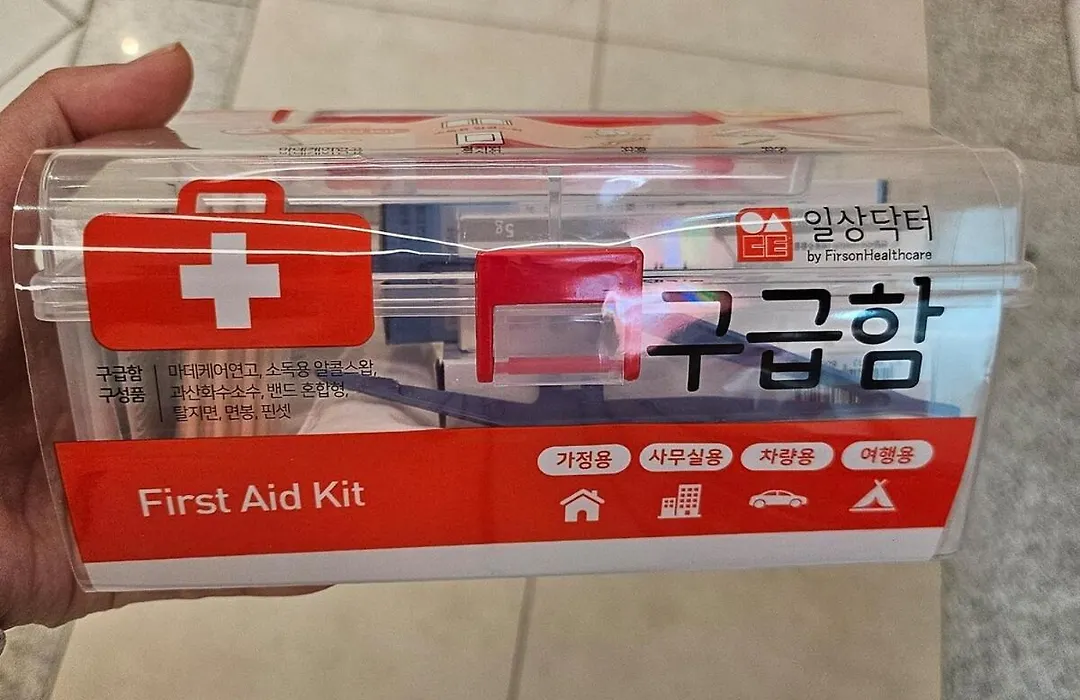 5g
일상닥터
by FirsonHealthcare
구급함
구급함
구성품
마데케어연고, 소독용 알콜스왑,
과산화수소수, 밴드 혼합형,
탈지면, 면봉, 핀셋
First Aid Kit
가정용
사무실용
차량용
여행용